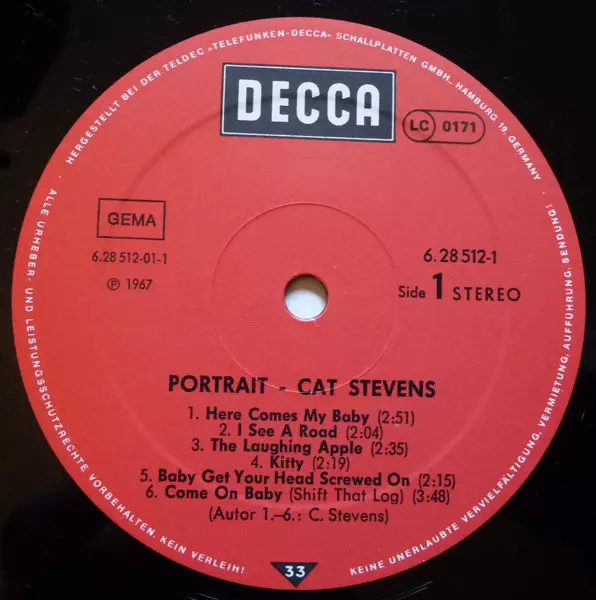 HERGESTELLT BEI DER TELDEC »TELEFUNKEN-DECCA« SCHALLPLATTEN GMBH., HAMBURG 19, GERMANY
DECCA
LC 0171
GEMA
6.28 512-01-1
Ⓟ 1967
6.28 512-1
Side 1 STEREO
PORTRAIT - CAT STEVENS
1. Here Comes My Baby (2:51)
2. I See A Road (2:04)
3. The Laughing Apple (2:35)
4. Kitty (2:19)
5. Baby Get Your Head Screwed On (2:15)
6. Come On Baby (Shift That Log) (3:48)
(Autor 1.–6.: C. Stevens)
33
· ALLE URHEBER- UND LEISTUNGSSCHUTZRECHTE VORBEHALTEN, KEIN VERLEIH!
KEINE UNERLAUBTE VERVIELFÄLTIGUNG, VERMIETUNG, AUFFÜHRUNG, SENDUNG! ·